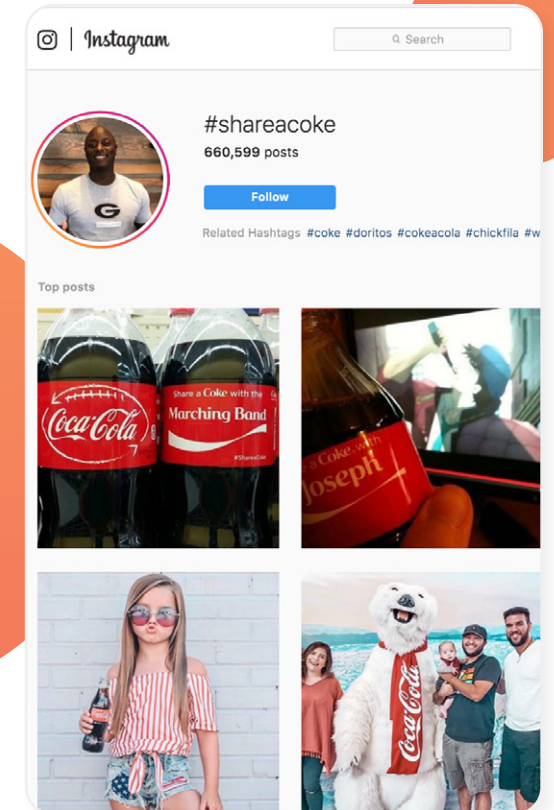 Instagram
Search
#shareacoke
660,599 posts
Follow
Related Hashtags #coke #doritos #cokeacola #chickfila #w
Top posts
Coca-Cola
Share a Coke with the
Marching Band
#ShareaCoke
a Coke with
Joseph
Coca-Cola
G